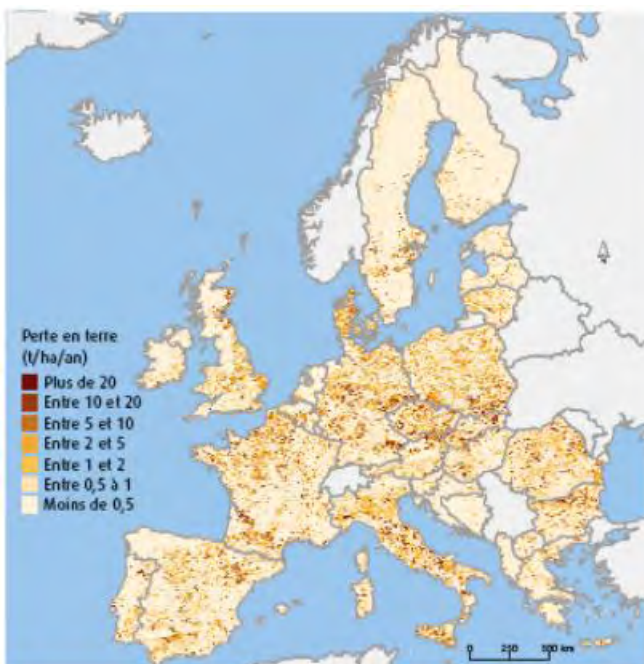 Perte en terre
(t/ha/an)
Plus de 20
Entre 10 et 20
Entre 5 et 10
Entre 2 et 5
Entre 1 et 2
Entre 0,5 à 1
Moins de 0,5
0 250 500 km